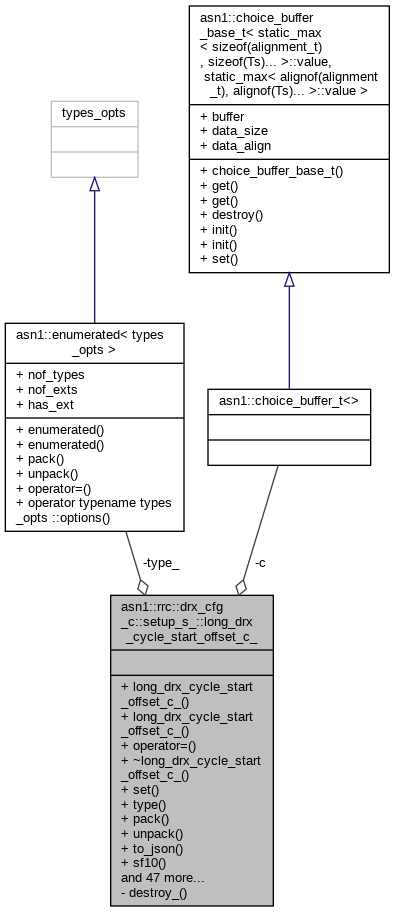 asn1::choice_buffer
_base_t< static_max
< sizeof(alignment_t)
, sizeof(Ts)... >::value,
static_max< alignof(alignment
_t), alignof(Ts)... >::value >
+ buffer
+ data_size
+ data_align
+ choice_buffer_base_t()
+ get()
+ get()
+ destroy()
+ init()
+ init()
+ set()
types_opts
asn1::enumerated< types
_opts >
+ nof_types
+ nof_exts
+ has_ext
+ enumerated()
+ enumerated()
+ pack()
+ unpack()
+ operator=()
+ operator typename types
_opts ::options()
asn1::choice_buffer_t<>
-type_
-c
asn1::rrc::drx_cfg
_c::setup_s_::long_drx
_cycle_start_offset_c_
+ long_drx_cycle_start
_offset_c_()
+ long_drx_cycle_start
_offset_c_()
+ operator=()
+ ~long_drx_cycle_start
_offset_c_()
+ set()
+ type()
+ pack()
+ unpack()
+ to_json()
+ sf10()
and 47 more...
- destroy_()